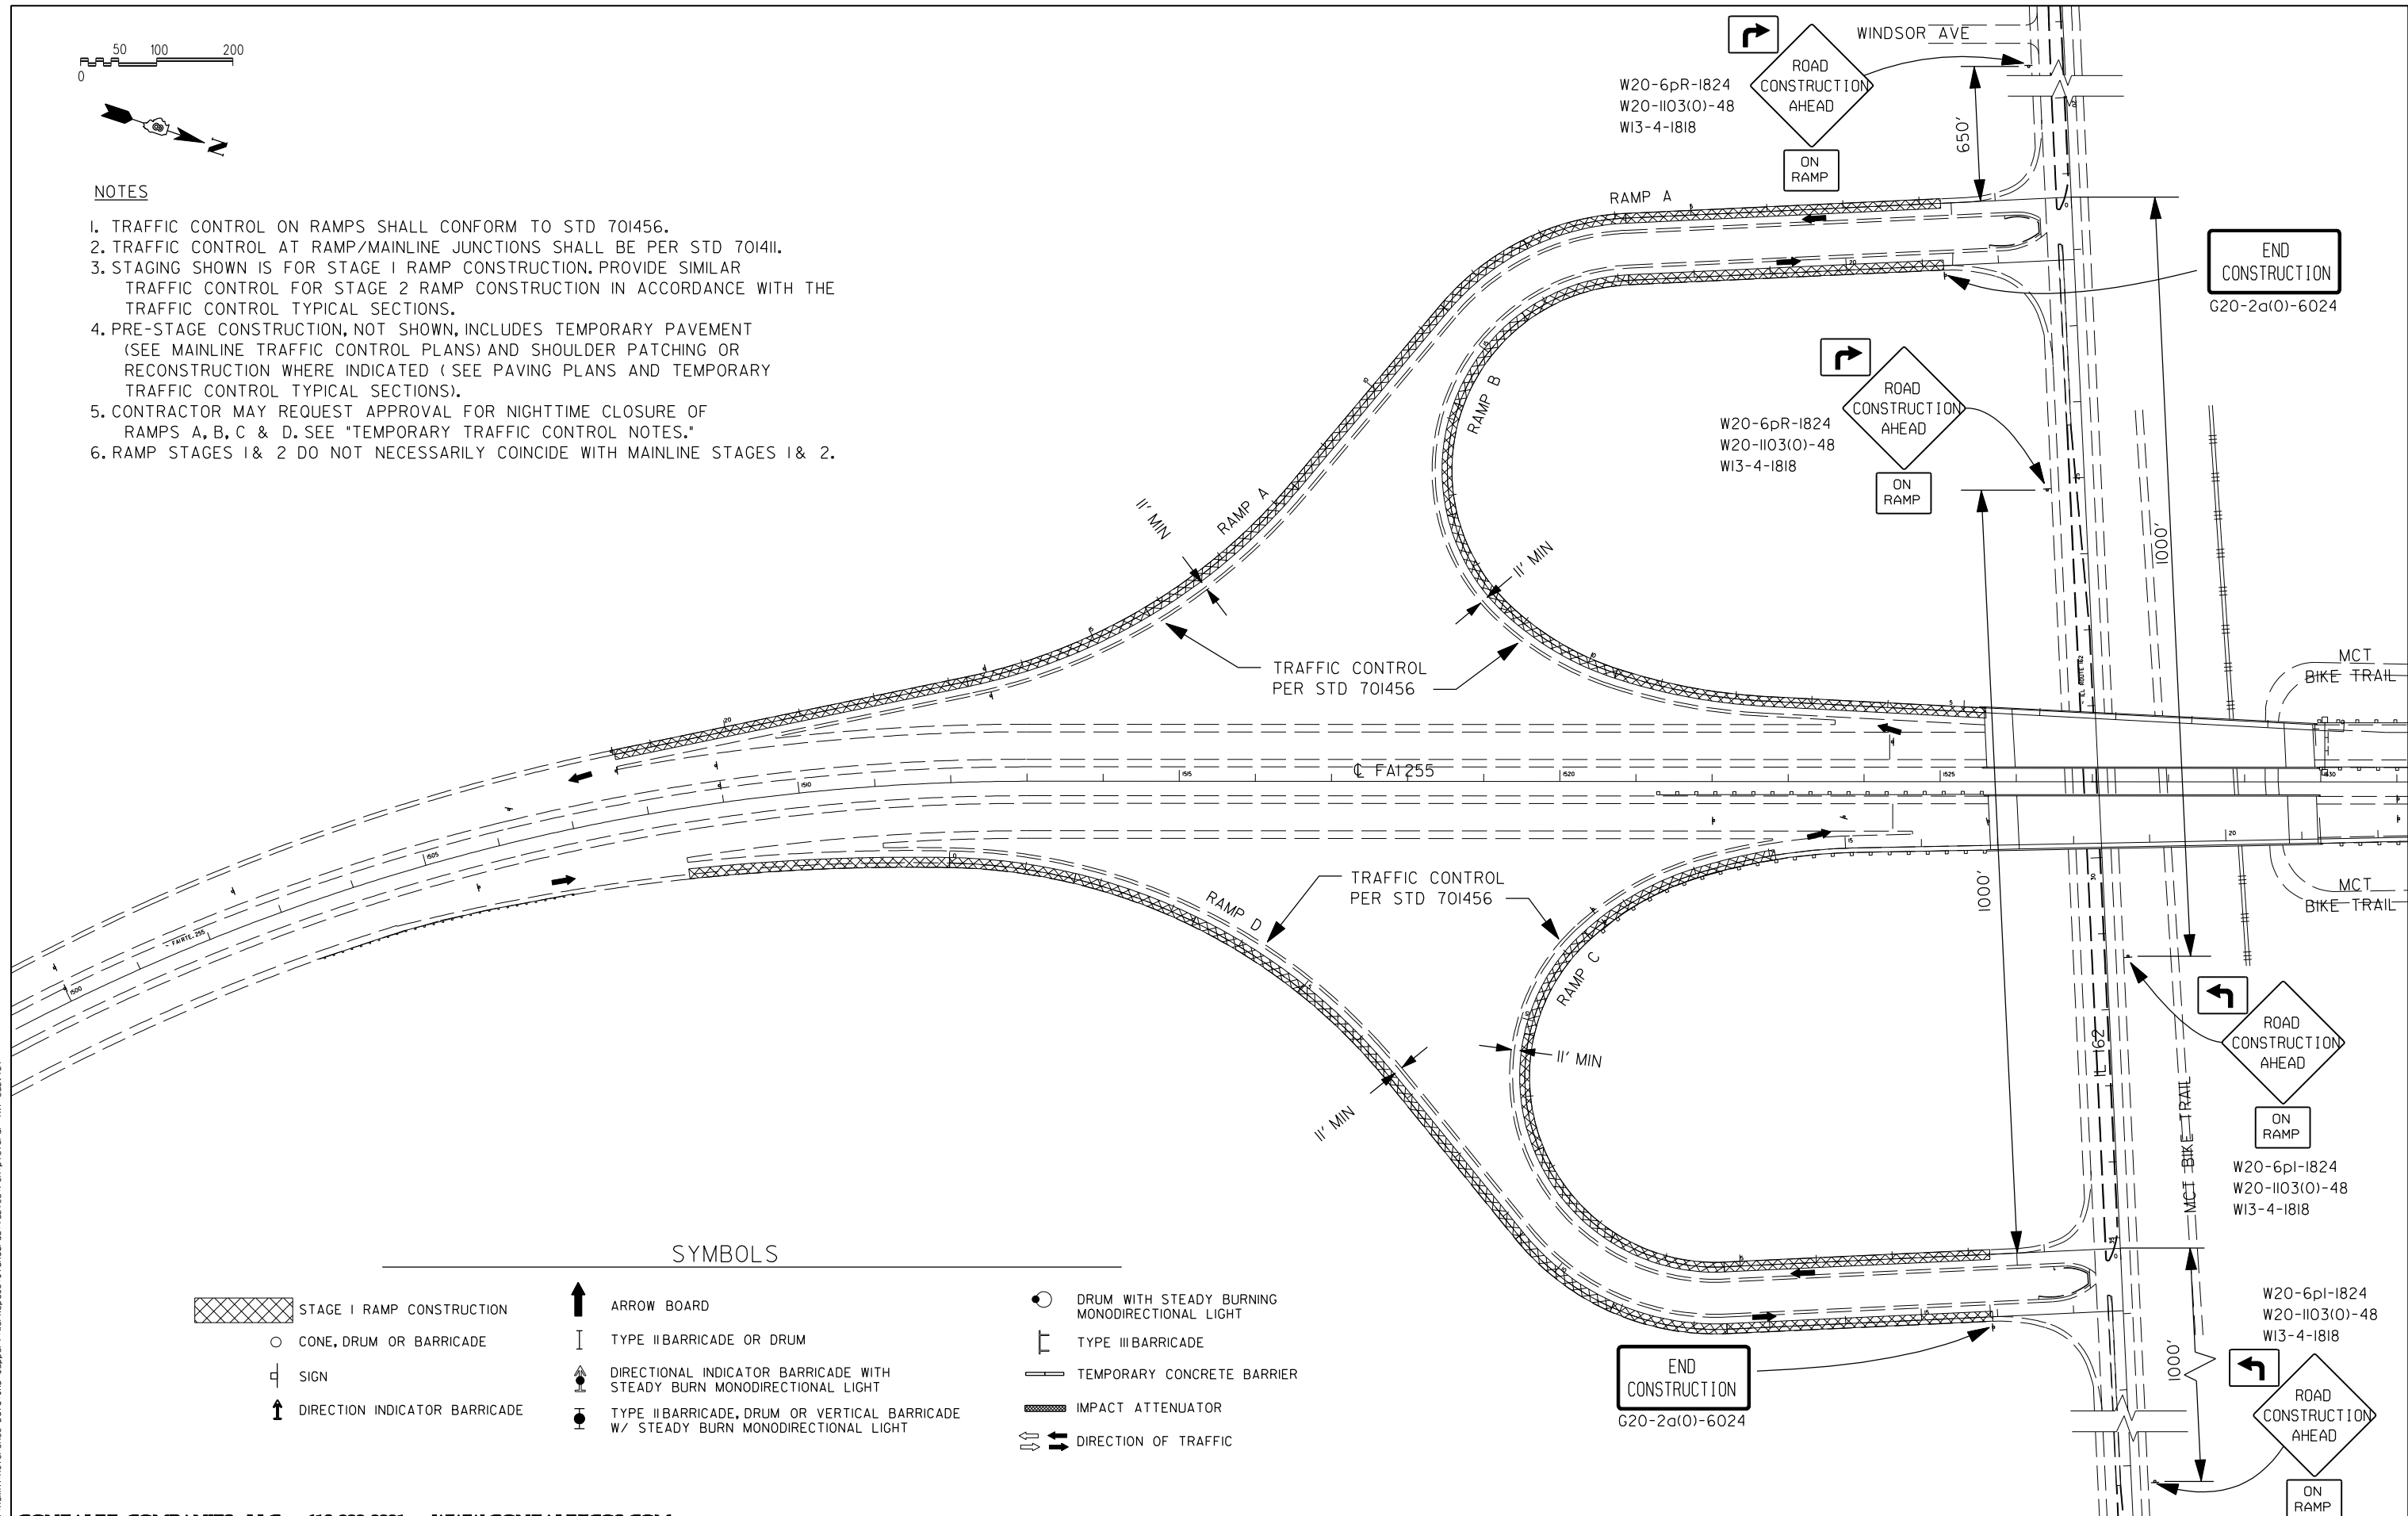 0 50 100 200
N
NOTES
1. TRAFFIC CONTROL ON RAMPS SHALL CONFORM TO STD 701456.
2. TRAFFIC CONTROL AT RAMP/MAINLINE JUNCTIONS SHALL BE PER STD 701411.
3. STAGING SHOWN IS FOR STAGE 1 RAMP CONSTRUCTION. PROVIDE SIMILAR
TRAFFIC CONTROL FOR STAGE 2 RAMP CONSTRUCTION IN ACCORDANCE WITH THE
TRAFFIC CONTROL TYPICAL SECTIONS.
4. PRE-STAGE CONSTRUCTION, NOT SHOWN, INCLUDES TEMPORARY PAVEMENT
(SEE MAINLINE TRAFFIC CONTROL PLANS) AND SHOULDER PATCHING OR
RECONSTRUCTION WHERE INDICATED ( SEE PAVING PLANS AND TEMPORARY
TRAFFIC CONTROL TYPICAL SECTIONS).
5. CONTRACTOR MAY REQUEST APPROVAL FOR NIGHTTIME CLOSURE OF
RAMPS A, B, C & D. SEE "TEMPORARY TRAFFIC CONTROL NOTES."
6. RAMP STAGES 1 & 2 DO NOT NECESSARILY COINCIDE WITH MAINLINE STAGES 1 & 2.
WINDSOR AVE
ROAD
CONSTRUCTION
AHEAD
ON
RAMP
W20-6pR-1824
W20-1103(0)-48
W13-4-1818
650'
RAMP A
END
CONSTRUCTION
G20-2a(0)-6024
ROAD
CONSTRUCTION
AHEAD
ON
RAMP
W20-6pR-1824
W20-1103(0)-48
W13-4-1818
RAMP B
RAMP A
11' MIN
11' MIN
1000'
TRAFFIC CONTROL
PER STD 701456
MCT
BIKE TRAIL
℄ FAI 255
1500
1505
1510
1515
1520
1525
1530
FAI RTE. 255
ILL ROUTE 162
TRAFFIC CONTROL
PER STD 701456
RAMP D
RAMP C
11' MIN
11' MIN
1000'
MCT
BIKE TRAIL
IL 162
MCT BIKE TRAIL
ROAD
CONSTRUCTION
AHEAD
ON
RAMP
W20-6pl-1824
W20-1103(0)-48
W13-4-1818
W20-6pl-1824
W20-1103(0)-48
W13-4-1818
1000'
ROAD
CONSTRUCTION
AHEAD
ON
RAMP
END
CONSTRUCTION
G20-2a(0)-6024
SYMBOLS
STAGE 1 RAMP CONSTRUCTION
CONE, DRUM OR BARRICADE
SIGN
DIRECTION INDICATOR BARRICADE
ARROW BOARD
TYPE II BARRICADE OR DRUM
DIRECTIONAL INDICATOR BARRICADE WITH
STEADY BURN MONODIRECTIONAL LIGHT
TYPE II BARRICADE, DRUM OR VERTICAL BARRICADE
W/ STEADY BURN MONODIRECTIONAL LIGHT
DRUM WITH STEADY BURNING
MONODIRECTIONAL LIGHT
TYPE III BARRICADE
TEMPORARY CONCRETE BARRIER
IMPACT ATTENUATOR
DIRECTION OF TRAFFIC